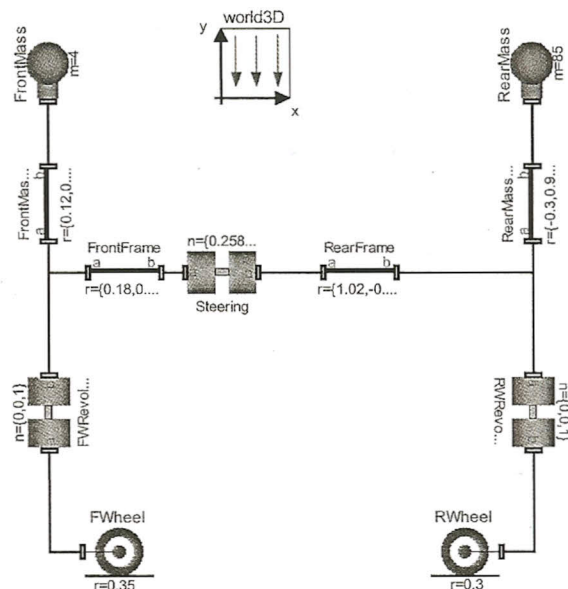 world3D
y
x
FrontMass
m=4
RearMass
m=85
FrontMas...
b
a
r={0.12,0....
RearMass...
b
a
r={-0.3,0.9...
FrontFrame
a b
r={0.18,0....
n={0.258...
Steering
RearFrame
a b
r={1.02,-0....
n={0,0,1}
FWRevol...
RWRevo...
n={0,0,1}
FWheel
r=0.35
RWheel
r=0.3